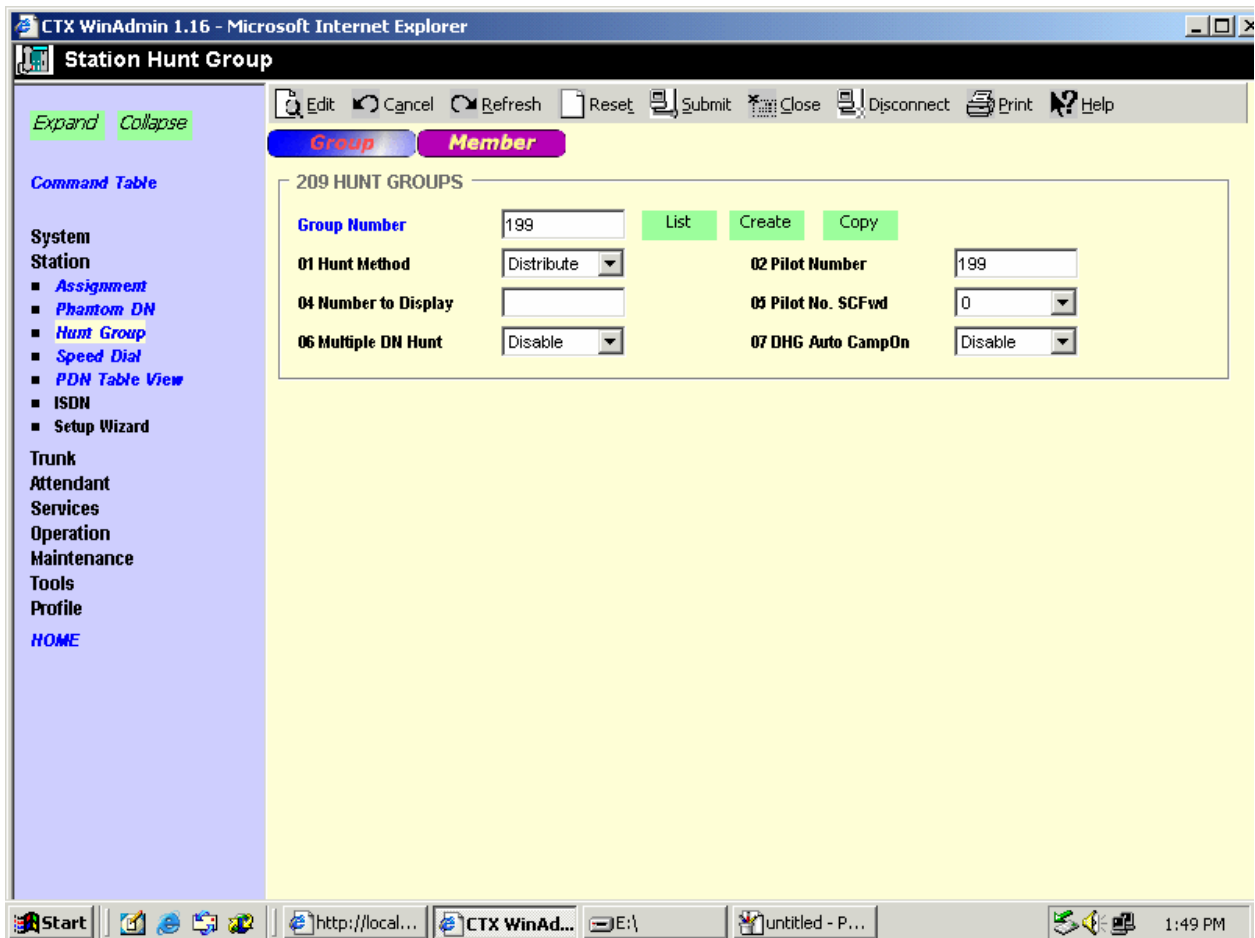 CTX WinAdmin 1.16 - Microsoft Internet Explorer
Station Hunt Group
Expand Collapse
Command Table
System
Station
Assignment
Phantom DN
Hunt Group
Speed Dial
PDN Table View
ISDN
Setup Wizard
Trunk
Attendant
Services
Operation
Maintenance
Tools
Profile
HOME
Edit Cancel Refresh Reset Submit Close Disconnect Print Help
Group Member
209 HUNT GROUPS
Group Number 199 List Create Copy
01 Hunt Method Distribute 02 Pilot Number 199
04 Number to Display 05 Pilot No. SCFwd 0
06 Multiple DN Hunt Disable 07 DHG Auto CampOn Disable
Start http://local... CTX WinAd... E:\ untitled - P... 1:49 PM